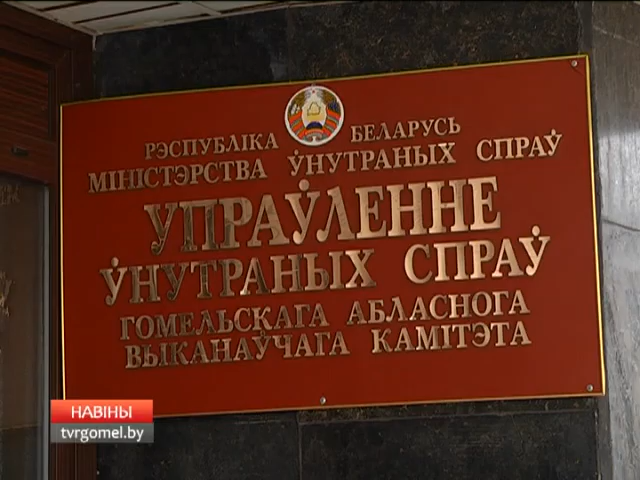 РЭСПУБЛІКА БЕЛАРУСЬ
МІНІСТЭРСТВА ЎНУТРАНЫХ СПРАЎ
УПРАЎЛЕННЕ
ЎНУТРАНЫХ СПРАЎ
ГОМЕЛЬСКАГА АБЛАСНОГА
ВЫКАНАЎЧАГА КАМІТЭТА
НАВІНЫ
tvrgomel.by